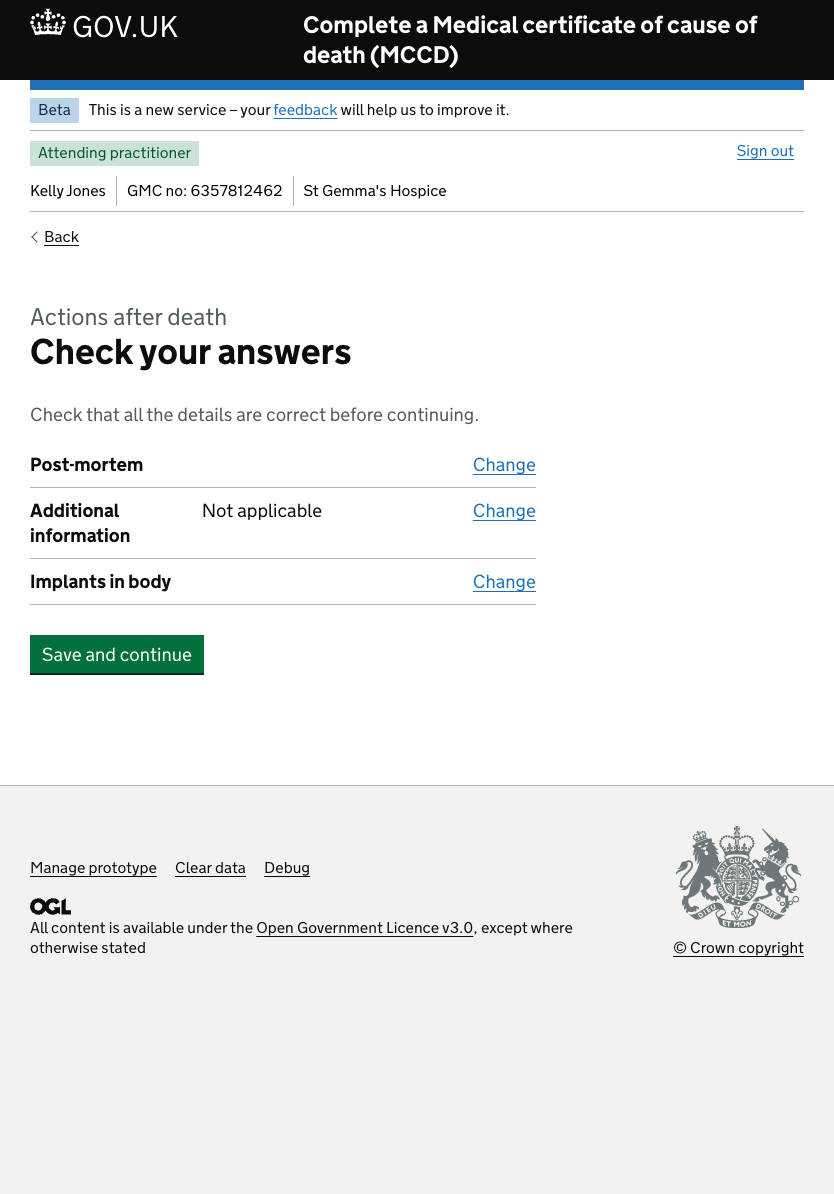 GOV.UK
Complete a Medical certificate of cause of
death (MCCD)
Beta This is a new service – your feedback will help us to improve it.
Attending practitioner
Sign out
Kelly Jones GMC no: 6357812462 St Gemma's Hospice
Back
Actions after death
Check your answers
Check that all the details are correct before continuing.
Post-mortem Change
Additional Not applicable Change
information
Implants in body Change
Save and continue
Manage prototype Clear data Debug
OGL
All content is available under the Open Government Licence v3.0, except where
otherwise stated
© Crown copyright